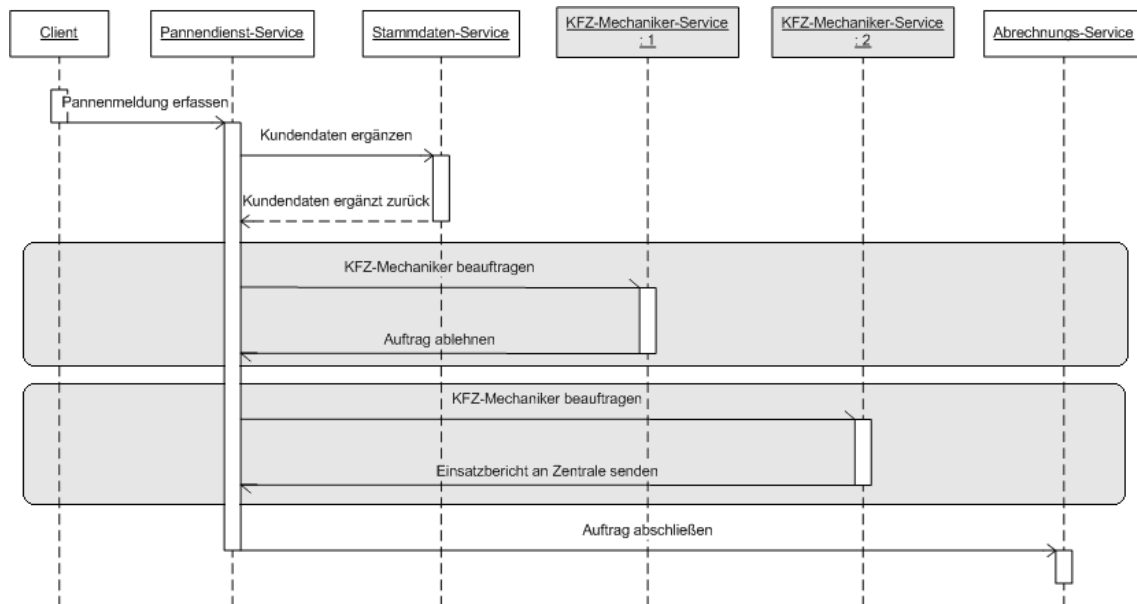 Client
Pannendienst-Service
Stammdaten-Service
KFZ-Mechaniker-Service
: 1
KFZ-Mechaniker-Service
: 2
Abrechnungs-Service
Pannenmeldung erfassen
Kundendaten ergänzen
Kundendaten ergänzt zurück
KFZ-Mechaniker beauftragen
Auftrag ablehnen
KFZ-Mechaniker beauftragen
Einsatzbericht an Zentrale senden
Auftrag abschließen